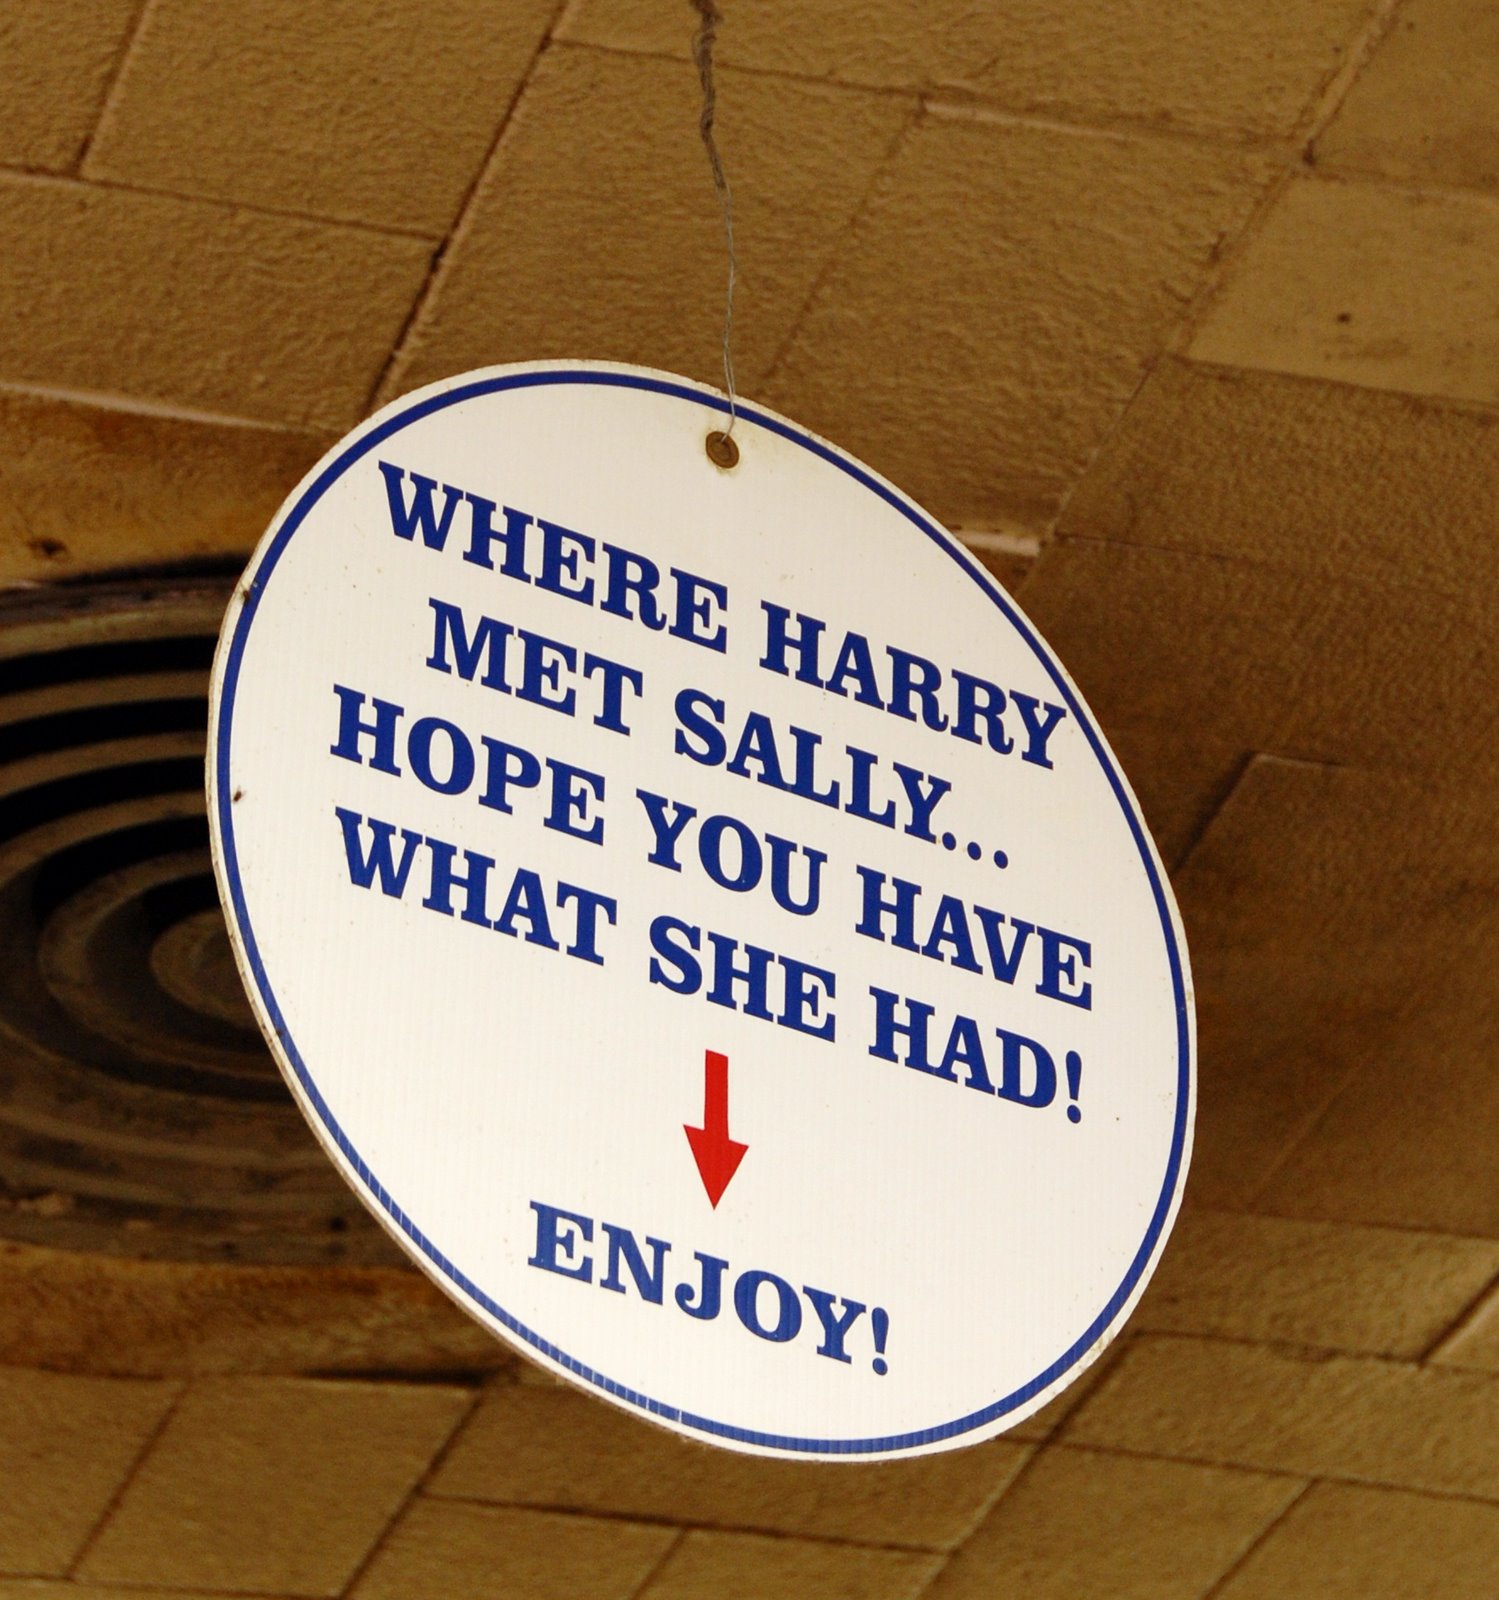 WHERE HARRY
MET SALLY...
HOPE YOU HAVE
WHAT SHE HAD!
ENJOY!